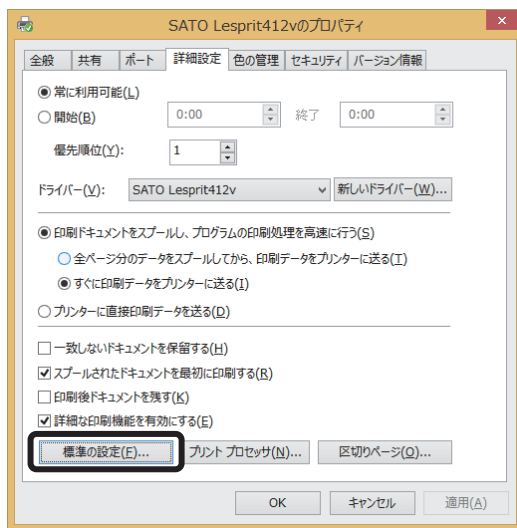 SATO Lesprit412vのプロパティ
全般 共有 ポート 詳細設定 色の管理 セキュリティ バージョン情報
常に利用可能(L)
開始(B) 0:00 終了 0:00
優先順位(Y): 1
ドライバー(V): SATO Lesprit412v 新しいドライバー(W)...
印刷ドキュメントをスプールし、プログラムの印刷処理を高速に行う(S)
全ページ分のデータをスプールしてから、印刷データをプリンターに送る(T)
すぐに印刷データをプリンターに送る(I)
プリンターに直接印刷データを送る(D)
一致しないドキュメントを保留する(H)
スプールされたドキュメントを最初に印刷する(R)
印刷後ドキュメントを残す(K)
詳細な印刷機能を有効にする(E)
標準の設定(F)... プリント プロセッサ(N)... 区切りページ(O)...
OK キャンセル 適用(A)